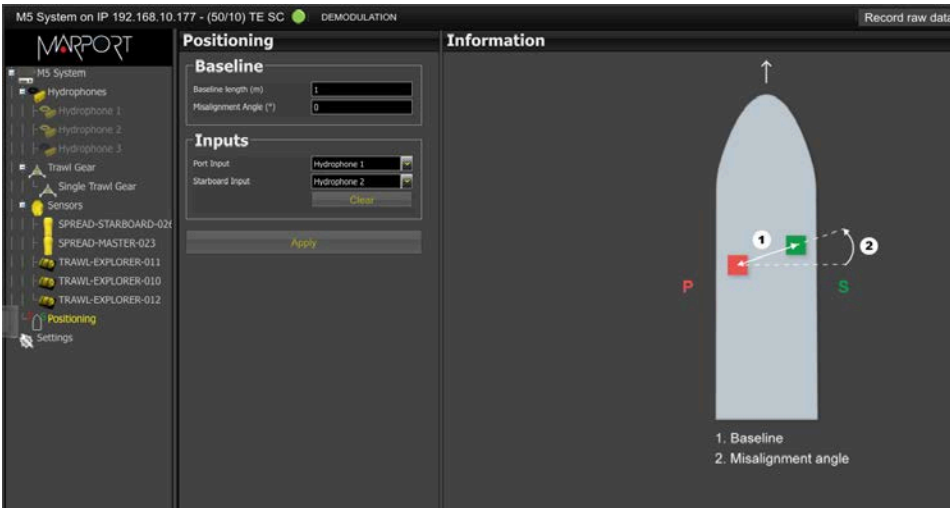 M5 System on IP 192.168.10.177 - (50/10) TE SC DEMODULATION Record raw data
MARPORT
M5 System
Hydrophones
Hydrophone 1
Hydrophone 2
Hydrophone 3
Trawl Gear
Single Trawl Gear
Sensors
SPREAD-STARBOARD-026
SPREAD-MASTER-023
TRAWL-EXPLORER-011
TRAWL-EXPLORER-010
TRAWL-EXPLORER-012
Positioning
Settings
Positioning
Baseline
Baseline length (m) 1
Misalignment Angle (°) 0
Inputs
Port Input Hydrophone 1
Starboard Input Hydrophone 2
Clear
Apply
Information
1
2
P S
1. Baseline
2. Misalignment angle